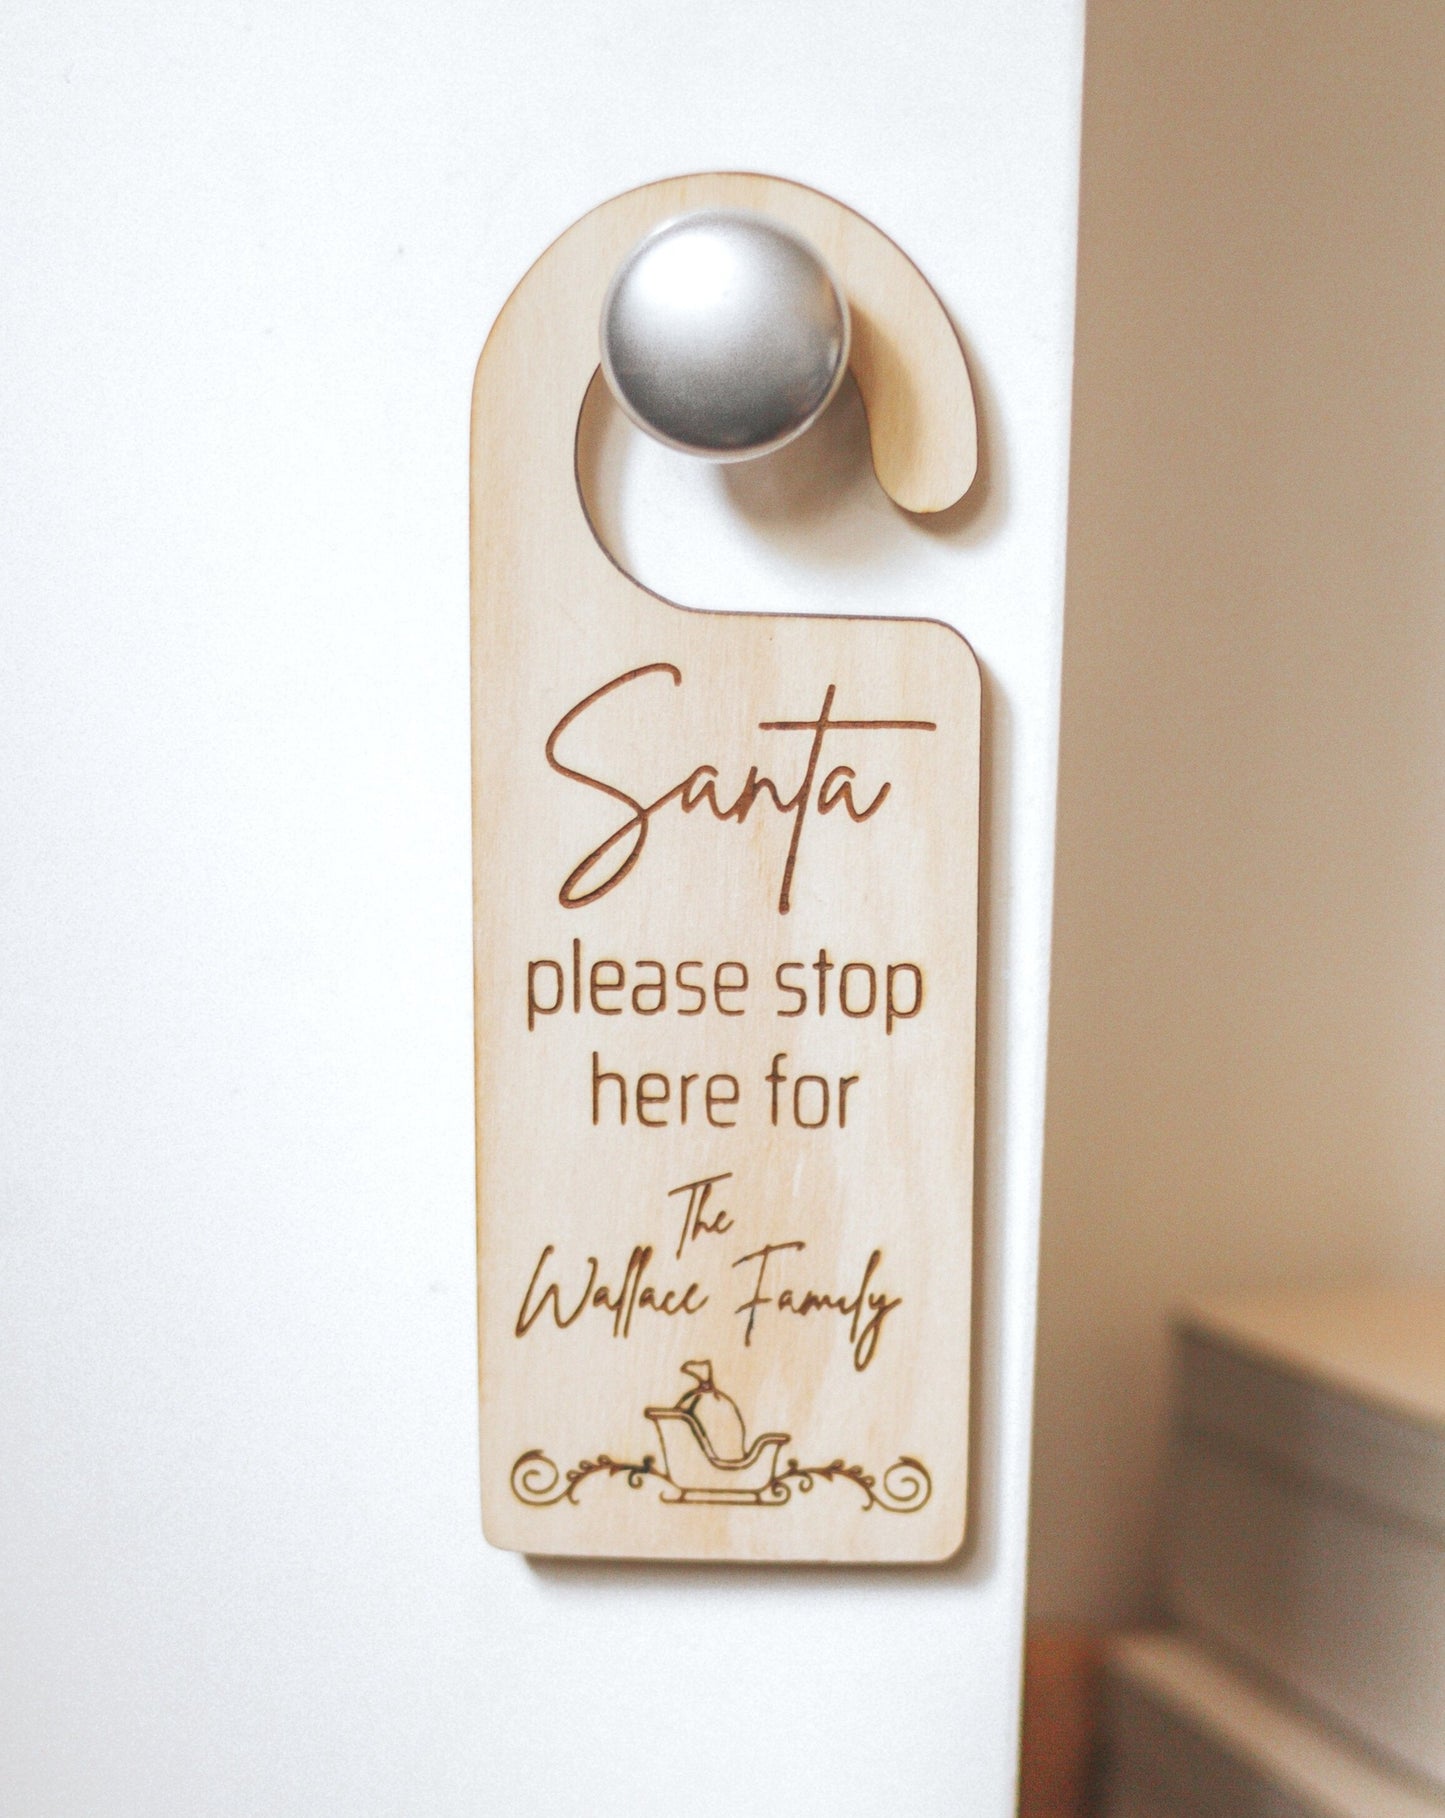 Santa
please stop
here for
The
Wallace Family